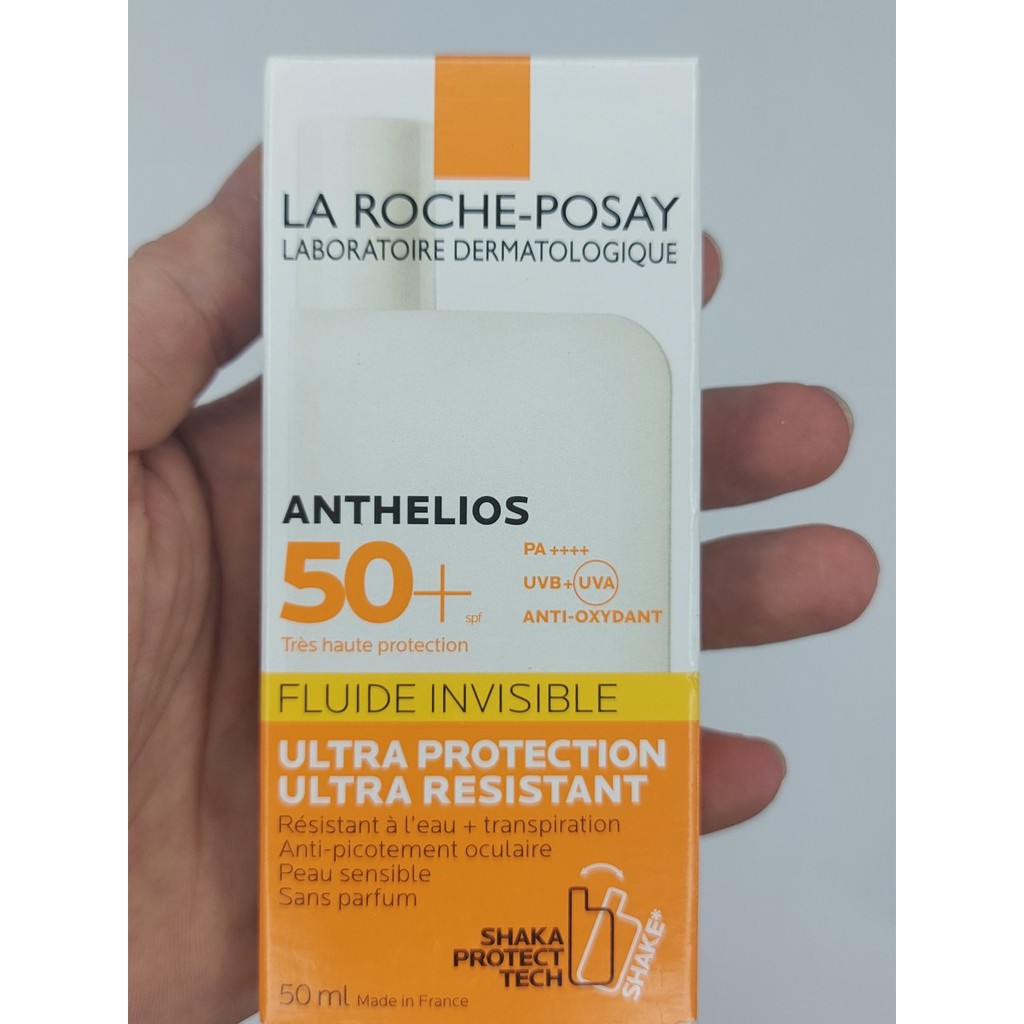 LA ROCHE-POSAY
LABORATOIRE DERMATOLOGIQUE
ANTHELIOS
50+ spf
Très haute protection
PA ++++
UVB+UVA
ANTI-OXYDANT
FLUIDE INVISIBLE
ULTRA PROTECTION
ULTRA RESISTANT
Résistant à l'eau + transpiration
Anti-picotement oculaire
Peau sensible
Sans parfum
SHAKA
PROTECT
TECH
SHAKE*
50 ml Made in France